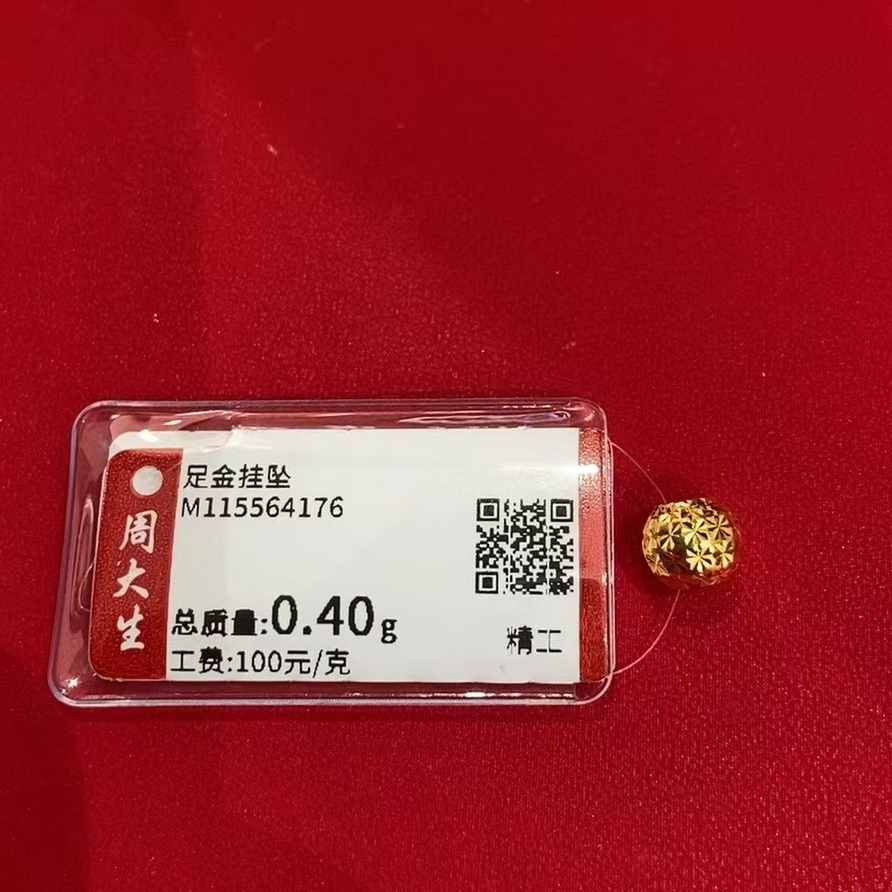 周大生
足金挂坠
M115564176
总质量:0.40g
工费:100元/克
精工